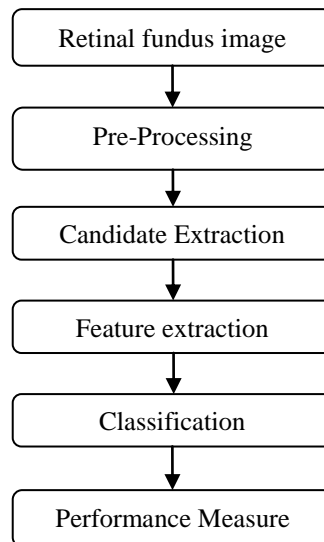 Retinal fundus image
Pre-Processing
Candidate Extraction
Feature extraction
Classification
Performance Measure